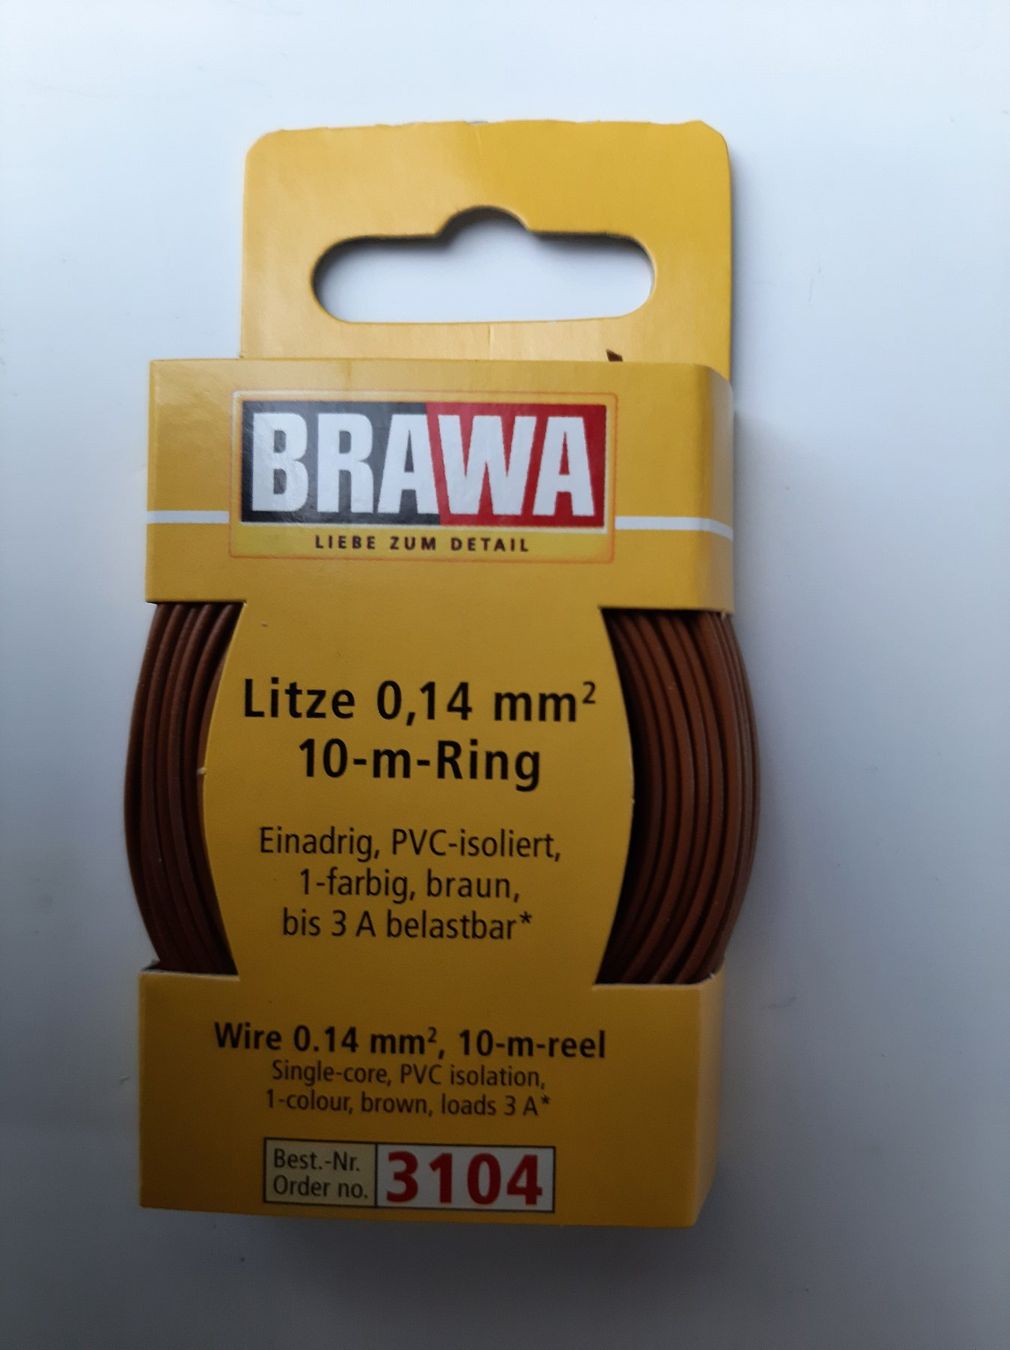 BRAWA
LIEBE ZUM DETAIL
Litze 0,14 mm²
10-m-Ring
Einadrig, PVC-isoliert,
1-farbig, braun,
bis 3 A belastbar*
Wire 0.14 mm², 10-m-reel
Single-core, PVC isolation,
1-colour, brown, loads 3 A*
Best.-Nr.
Order no.
3104